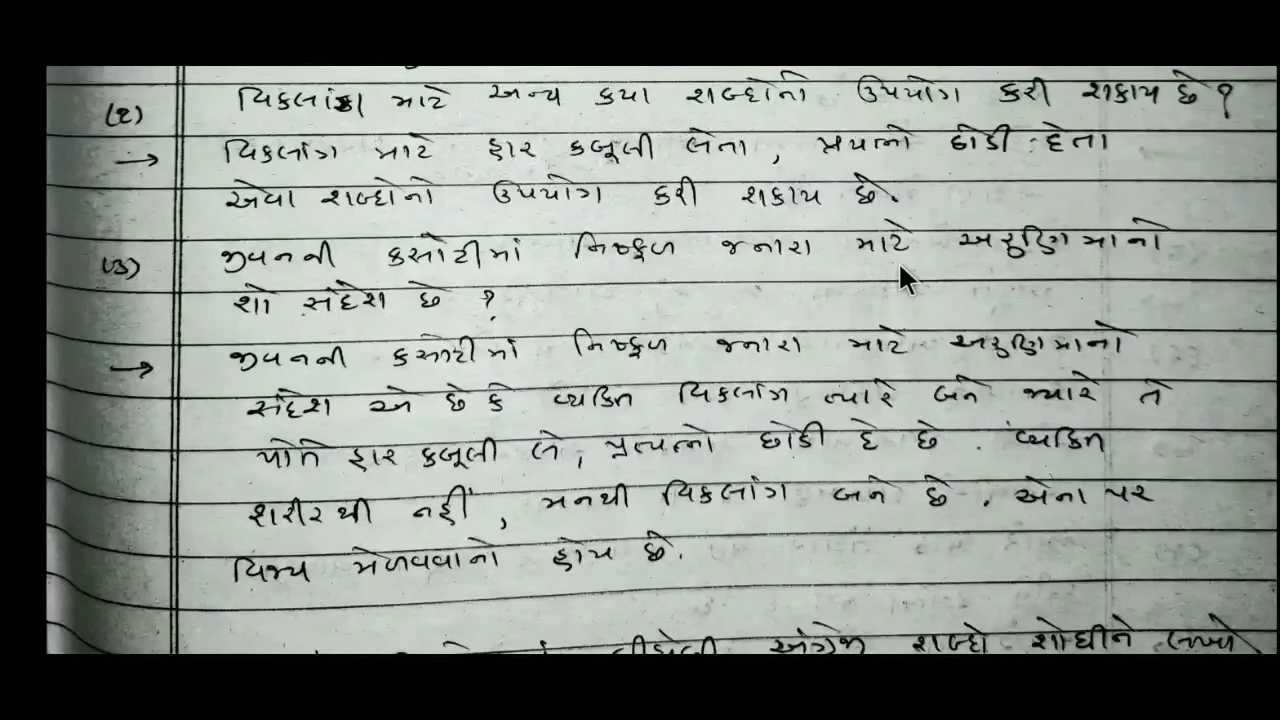 (૨) વિકલાંગ માટે અન્ય કયા શબ્દોનો ઉપયોગ કરી શકાય છે?
→ વિકલાંગ માટે હાર કબૂલી લેતા, પ્રયત્નો છોડી દેતા
એવા શબ્દોનો ઉપયોગ કરી શકાય છે.
(૩) જીવનની કસોટીમાં નિષ્ફળ જનારા માટે અરુણિમાનો
શો સંદેશ છે ?
→ જીવનની કસોટીમાં નિષ્ફળ જનારા માટે અરુણિમાનો
સંદેશ એ છે કે વ્યકિત વિકલાંગ ત્યારે બને જ્યારે તે
પોતે હાર કબૂલી લે, પ્રત્યત્નો છોડી દે છે. વ્યકિત
શરીરથી નહીં, મનથી વિકલાંગ બને છે. એના પર
વિજય મેળવવાનો હોય છે.
અંગ્રેજી શબ્દો શોધીને લખો